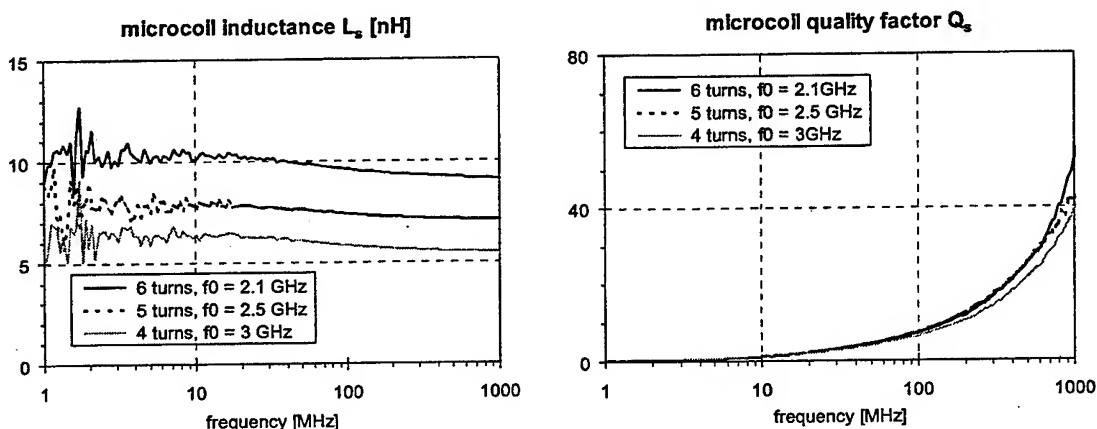 microcoil inductance Ls [nH]
15
10
5
0
6 turns, f0 = 2.1 GHz
5 turns, f0 = 2.5 GHz
4 turns, f0 = 3 GHz
1 10 100 1000
frequency [MHz]
microcoil quality factor Qs
80
40
0
6 turns, f0 = 2.1GHz
5 turns, f0 = 2.5 GHz
4 turns, f0 = 3GHz
1 10 100 1000
frequency [MHz]